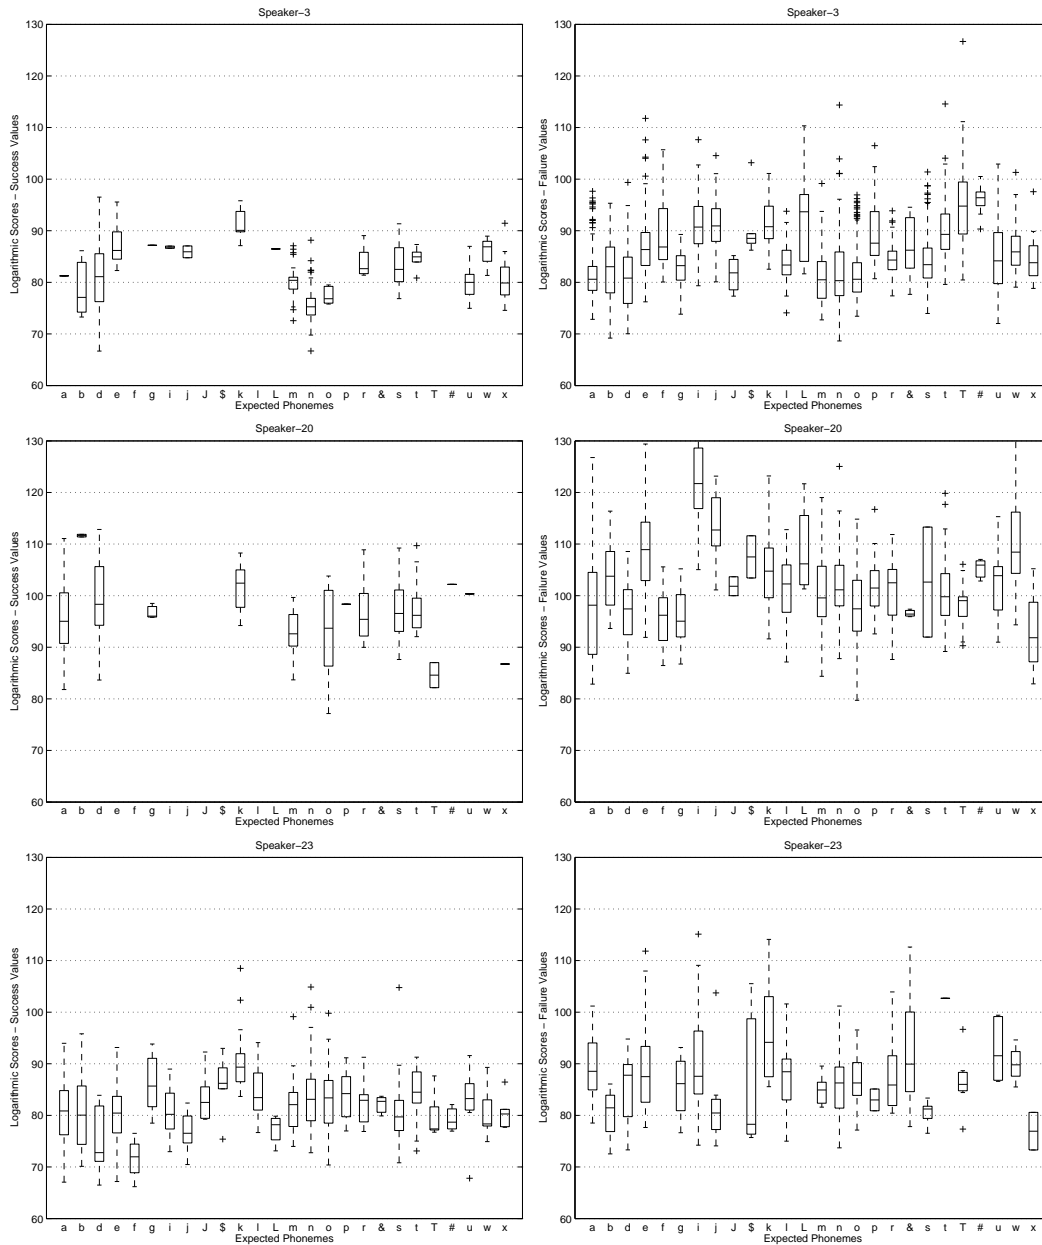 Speaker−3
130
120
110
100
90
80
70
60
Logarithmic Scores − Success Values
a b d e f g i j J $ k l L m n o p r & s t T # u w x
Expected Phonemes
Speaker−3
130
120
110
100
90
80
70
60
Logarithmic Scores − Failure Values
a b d e f g i j J $ k l L m n o p r & s t T # u w x
Expected Phonemes
Speaker−20
130
120
110
100
90
80
70
60
Logarithmic Scores − Success Values
a b d e f g i j J $ k l L m n o p r & s t T # u w x
Expected Phonemes
Speaker−20
130
120
110
100
90
80
70
60
Logarithmic Scores − Failure Values
a b d e f g i j J $ k l L m n o p r & s t T # u w x
Expected Phonemes
Speaker−23
130
120
110
100
90
80
70
60
Logarithmic Scores − Success Values
a b d e f g i j J $ k l L m n o p r & s t T # u w x
Expected Phonemes
Speaker−23
130
120
110
100
90
80
70
60
Logarithmic Scores − Failure Values
a b d e f g i j J $ k l L m n o p r & s t T # u w x
Expected Phonemes